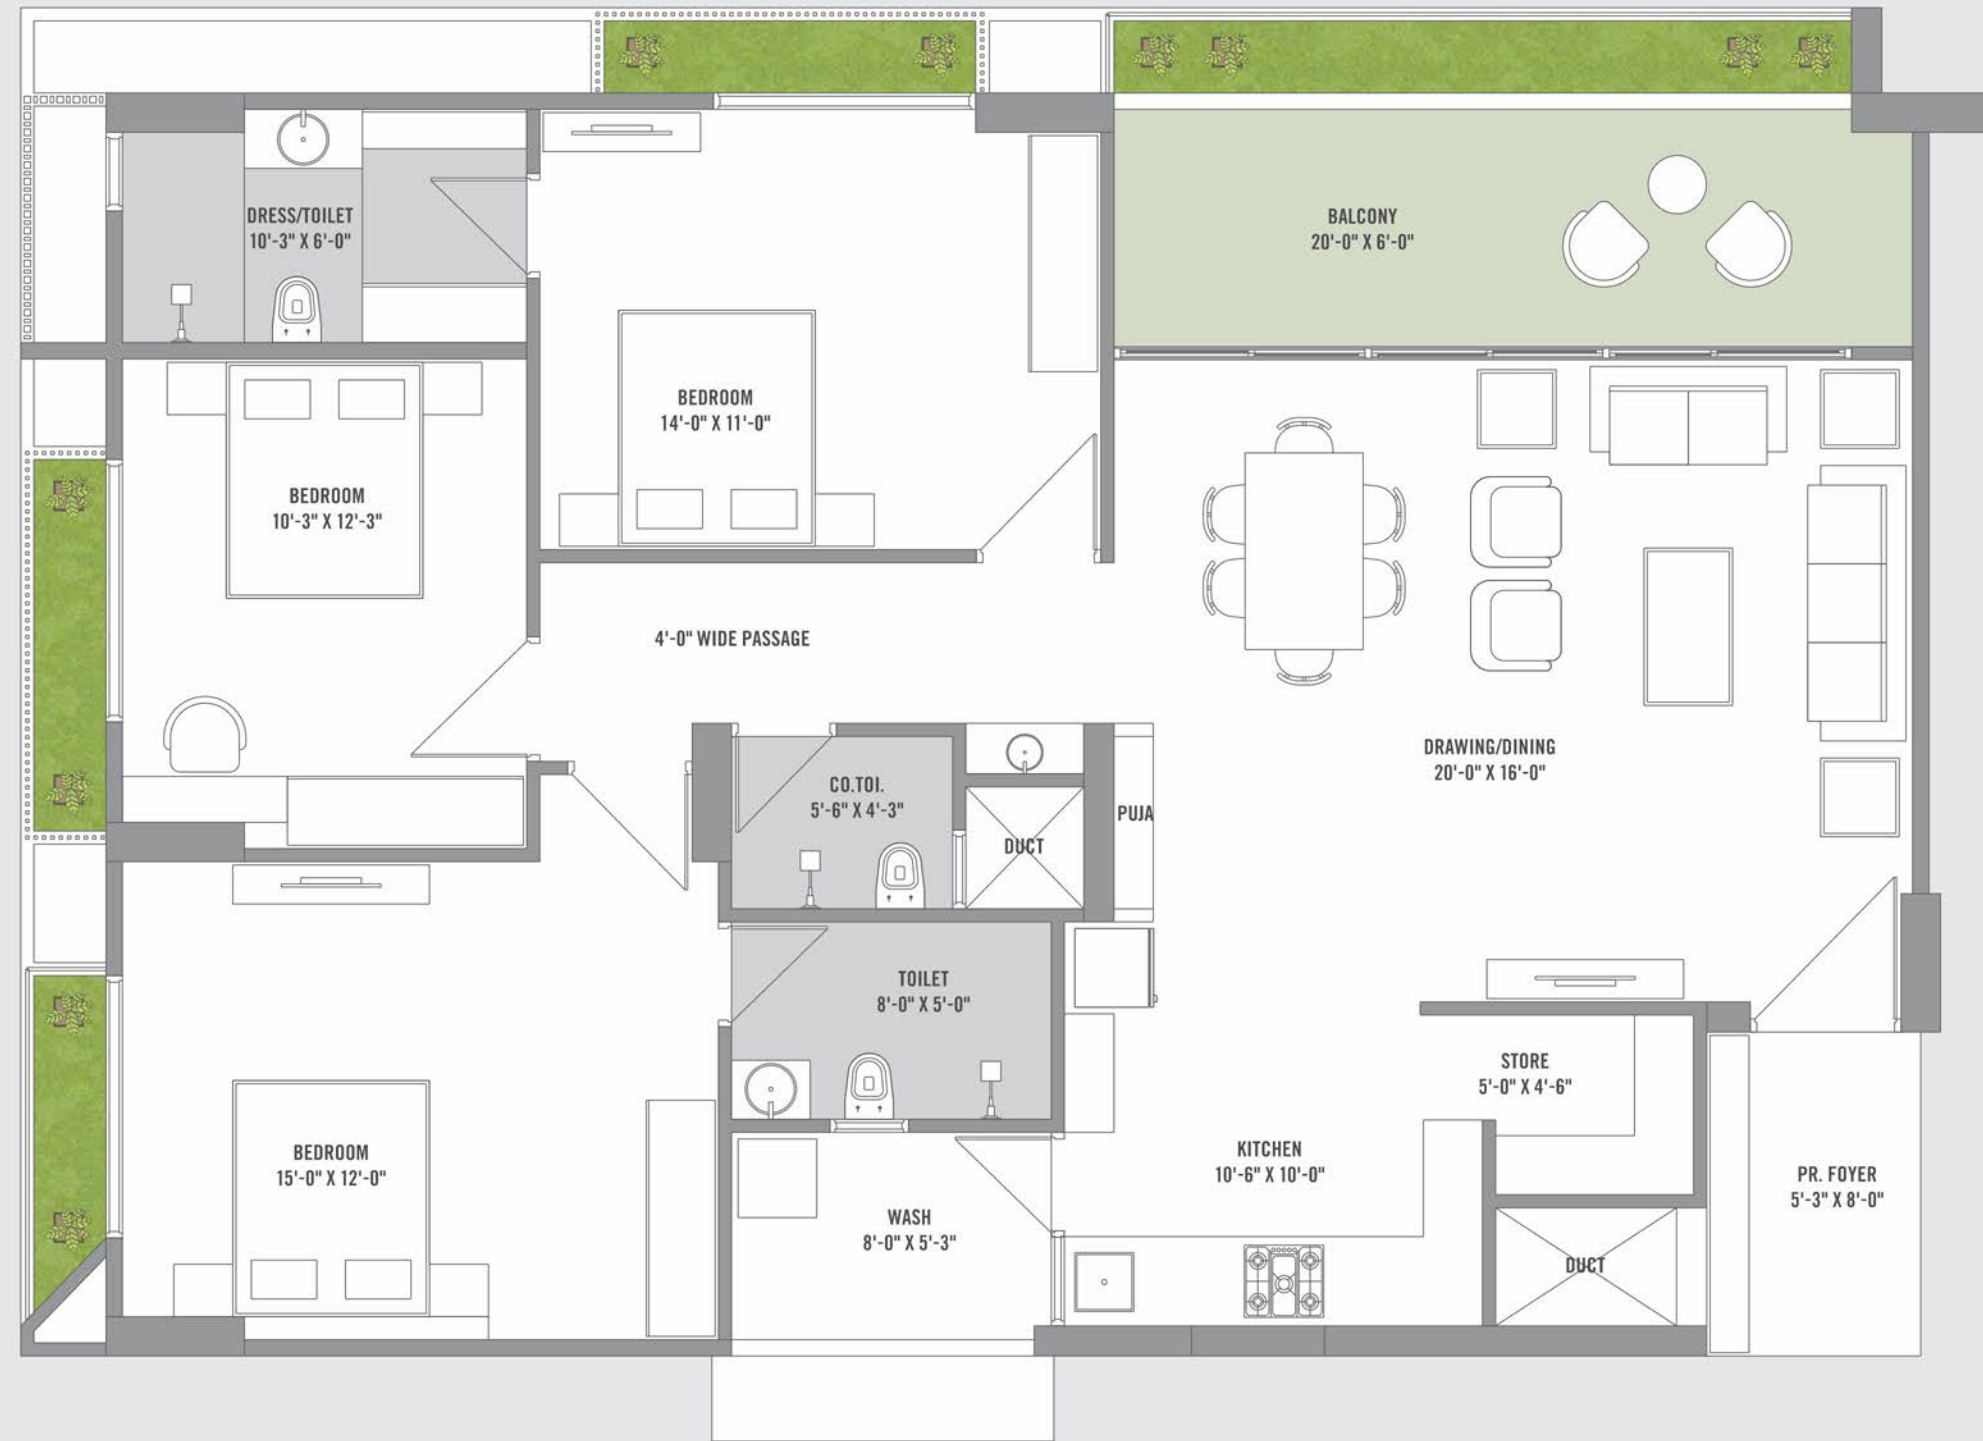 DRESS/TOILET
10'-3" X 6'-0"
BALCONY
20'-0" X 6'-0"
BEDROOM
14'-0" X 11'-0"
BEDROOM
10'-3" X 12'-3"
4'-0" WIDE PASSAGE
DRAWING/DINING
20'-0" X 16'-0"
CO.TOI.
5'-6" X 4'-3"
PUJA
DUCT
TOILET
8'-0" X 5'-0"
STORE
5'-0" X 4'-6"
BEDROOM
15'-0" X 12'-0"
KITCHEN
10'-6" X 10'-0"
PR. FOYER
5'-3" X 8'-0"
WASH
8'-0" X 5'-3"
DUCT